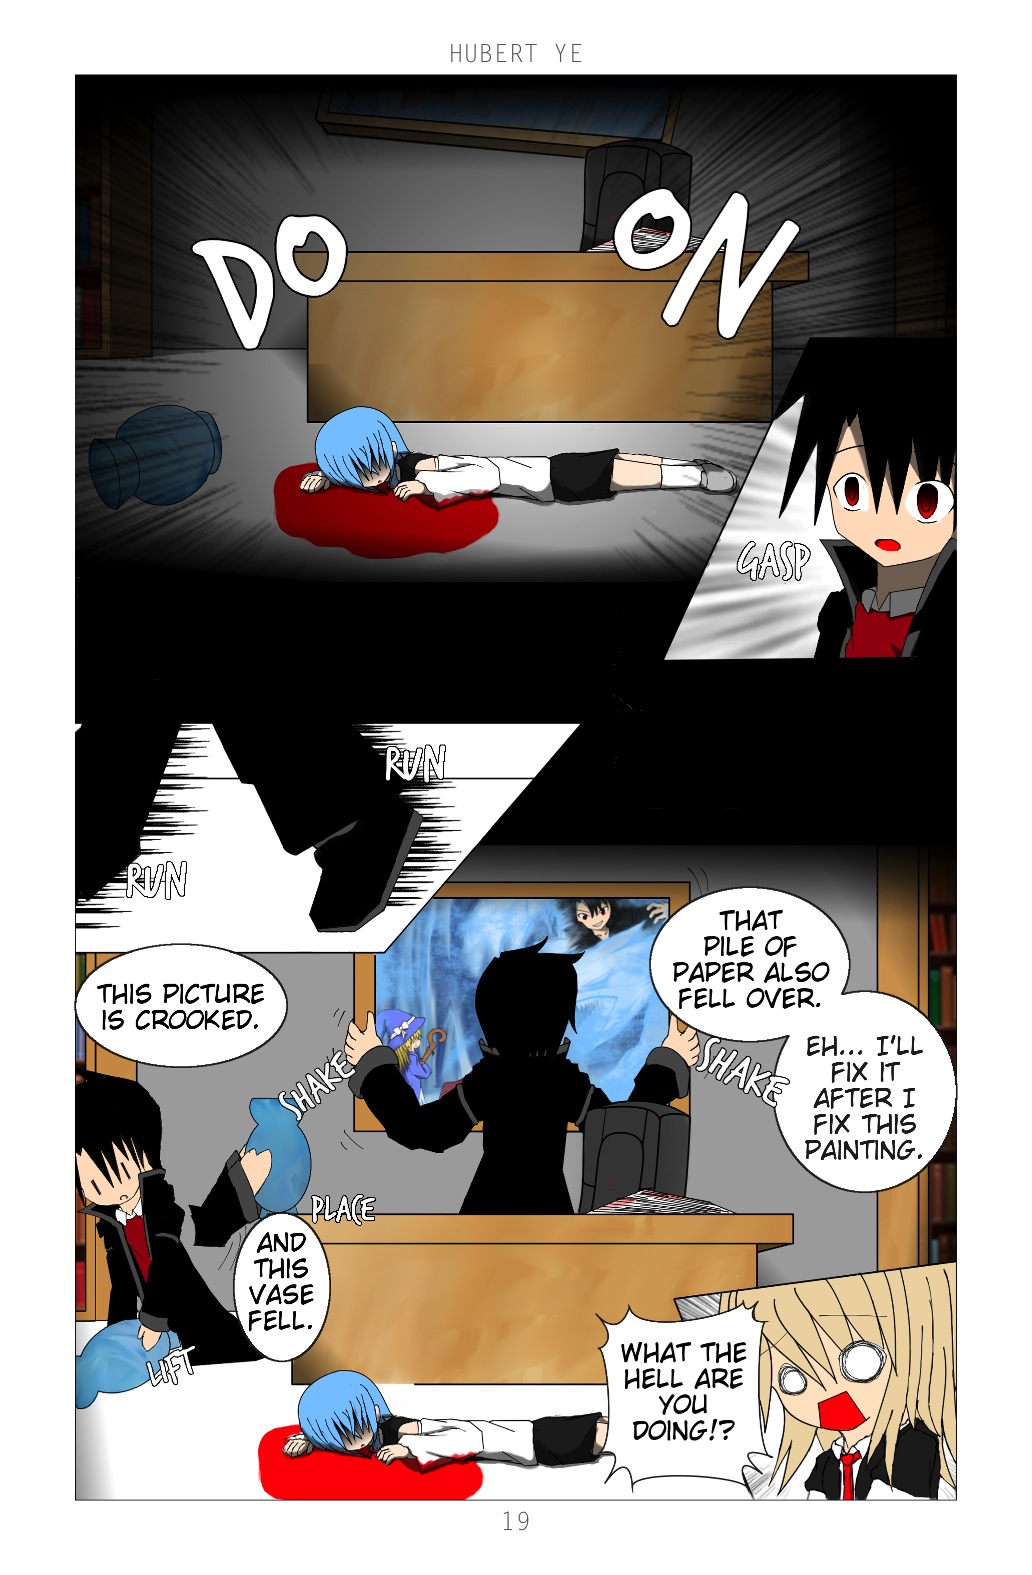 HUBERT YE
DO ON
GASP
RUN
RUN
THIS PICTURE
IS CROOKED.
SHAKE
SHAKE
THAT
PILE OF
PAPER ALSO
FELL OVER.
EH... I'LL
FIX IT
AFTER I
FIX THIS
PAINTING.
PLACE
AND
THIS
VASE
FELL.
LIFT
WHAT THE
HELL ARE
YOU
DOING!?
19